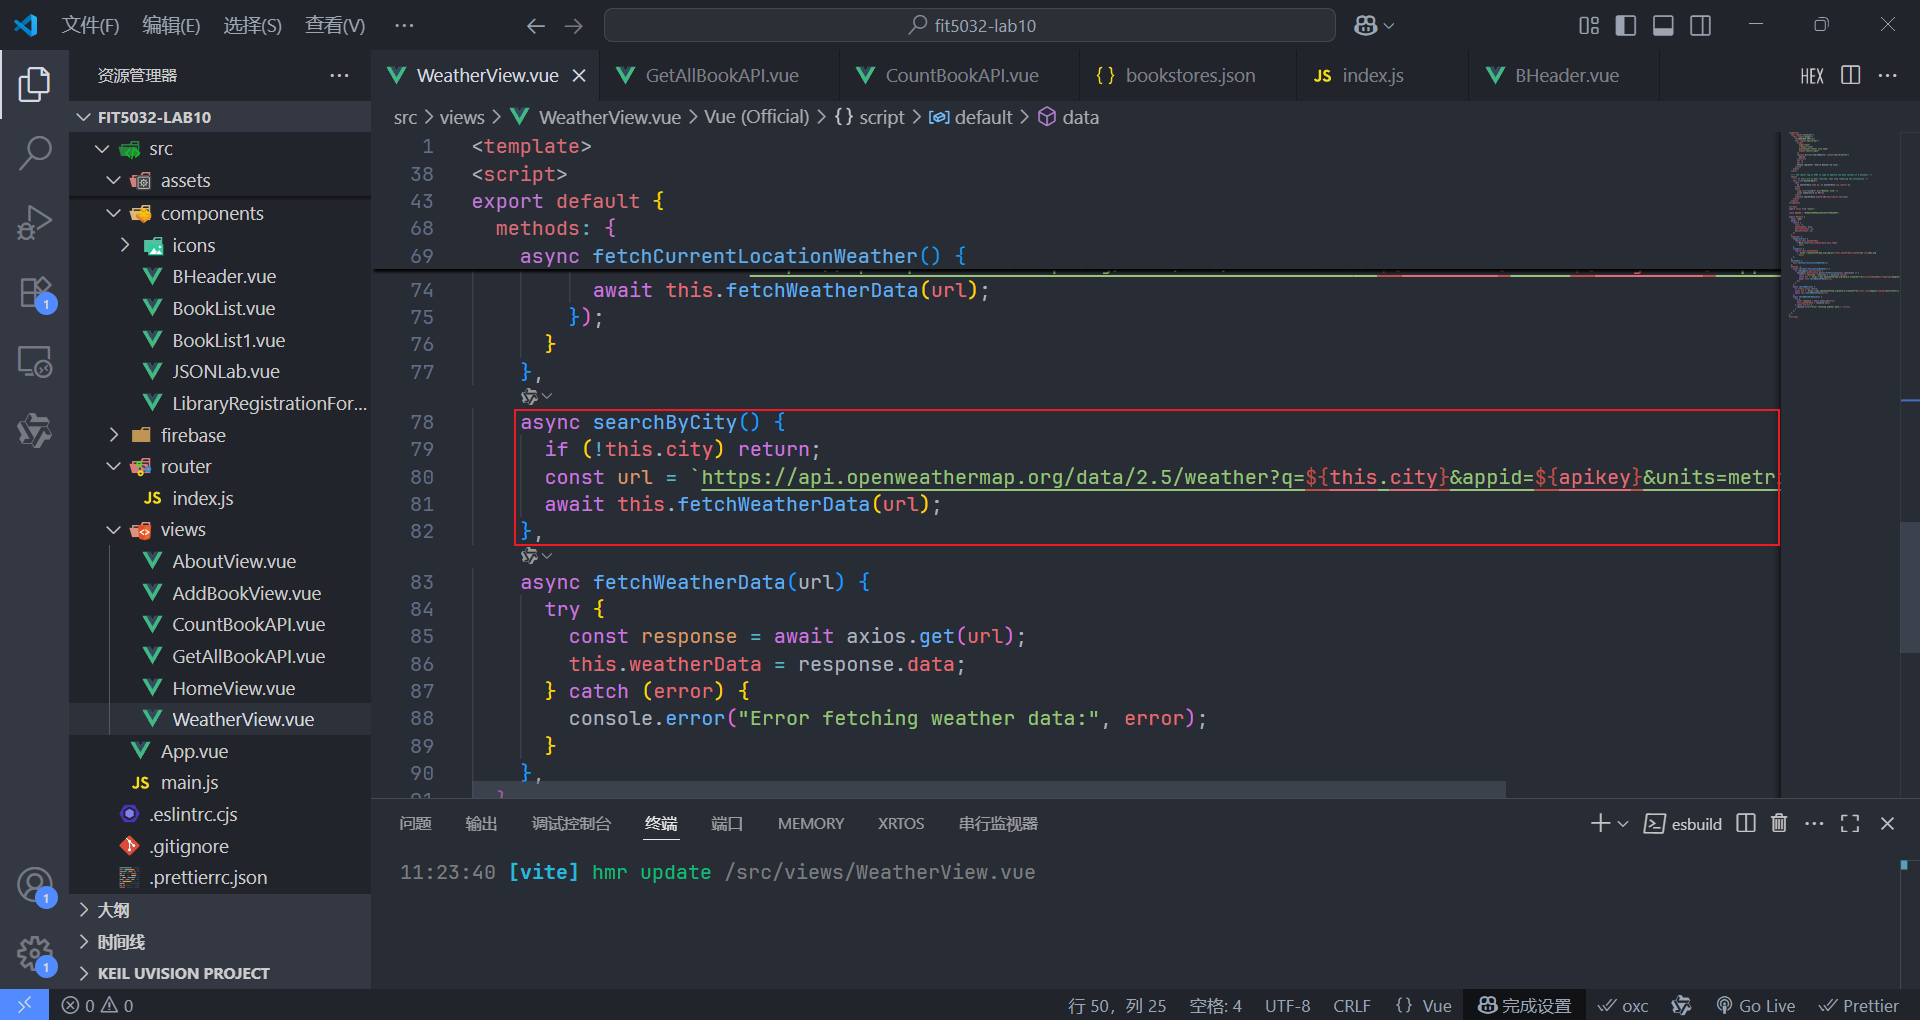 文件(F) 编辑(E) 选择(S) 查看(V) ··· fit5032-lab10
资源管理器 ···
WeatherView.vue GetAllBookAPI.vue CountBookAPI.vue {} bookstores.json JS index.js BHeader.vue HEX ···
FIT5032-LAB10
src
assets
components
icons
BHeader.vue
BookList.vue
BookList1.vue
JSONLab.vue
LibraryRegistrationFor...
firebase
router
JS index.js
views
AboutView.vue
AddBookView.vue
CountBookAPI.vue
GetAllBookAPI.vue
HomeView.vue
WeatherView.vue
App.vue
JS main.js
.eslintrc.cjs
.gitignore
.prettierrc.json
大纲
时间线
KEIL UVISION PROJECT
1
1
1
src > views > WeatherView.vue > Vue (Official) > {} script > default > data
1 <template>
38 <script>
43 export default {
68 methods: {
69 async fetchCurrentLocationWeather() {
74 await this.fetchWeatherData(url);
75 });
76 }
77 },
78 async searchByCity() {
79 if (!this.city) return;
80 const url = `https://api.openweathermap.org/data/2.5/weather?q=${this.city}&appid=${apikey}&units=metr
81 await this.fetchWeatherData(url);
82 },
83 async fetchWeatherData(url) {
84 try {
85 const response = await axios.get(url);
86 this.weatherData = response.data;
87 } catch (error) {
88 console.error("Error fetching weather data:", error);
89 }
90 },
问题 输出 调试控制台 终端 端口 MEMORY XRTOS 串行监视器 esbuild ···
11:23:40 [vite] hmr update /src/views/WeatherView.vue
0 0 行 50，列 25 空格: 4 UTF-8 CRLF {} Vue 完成设置 oxc Go Live Prettier